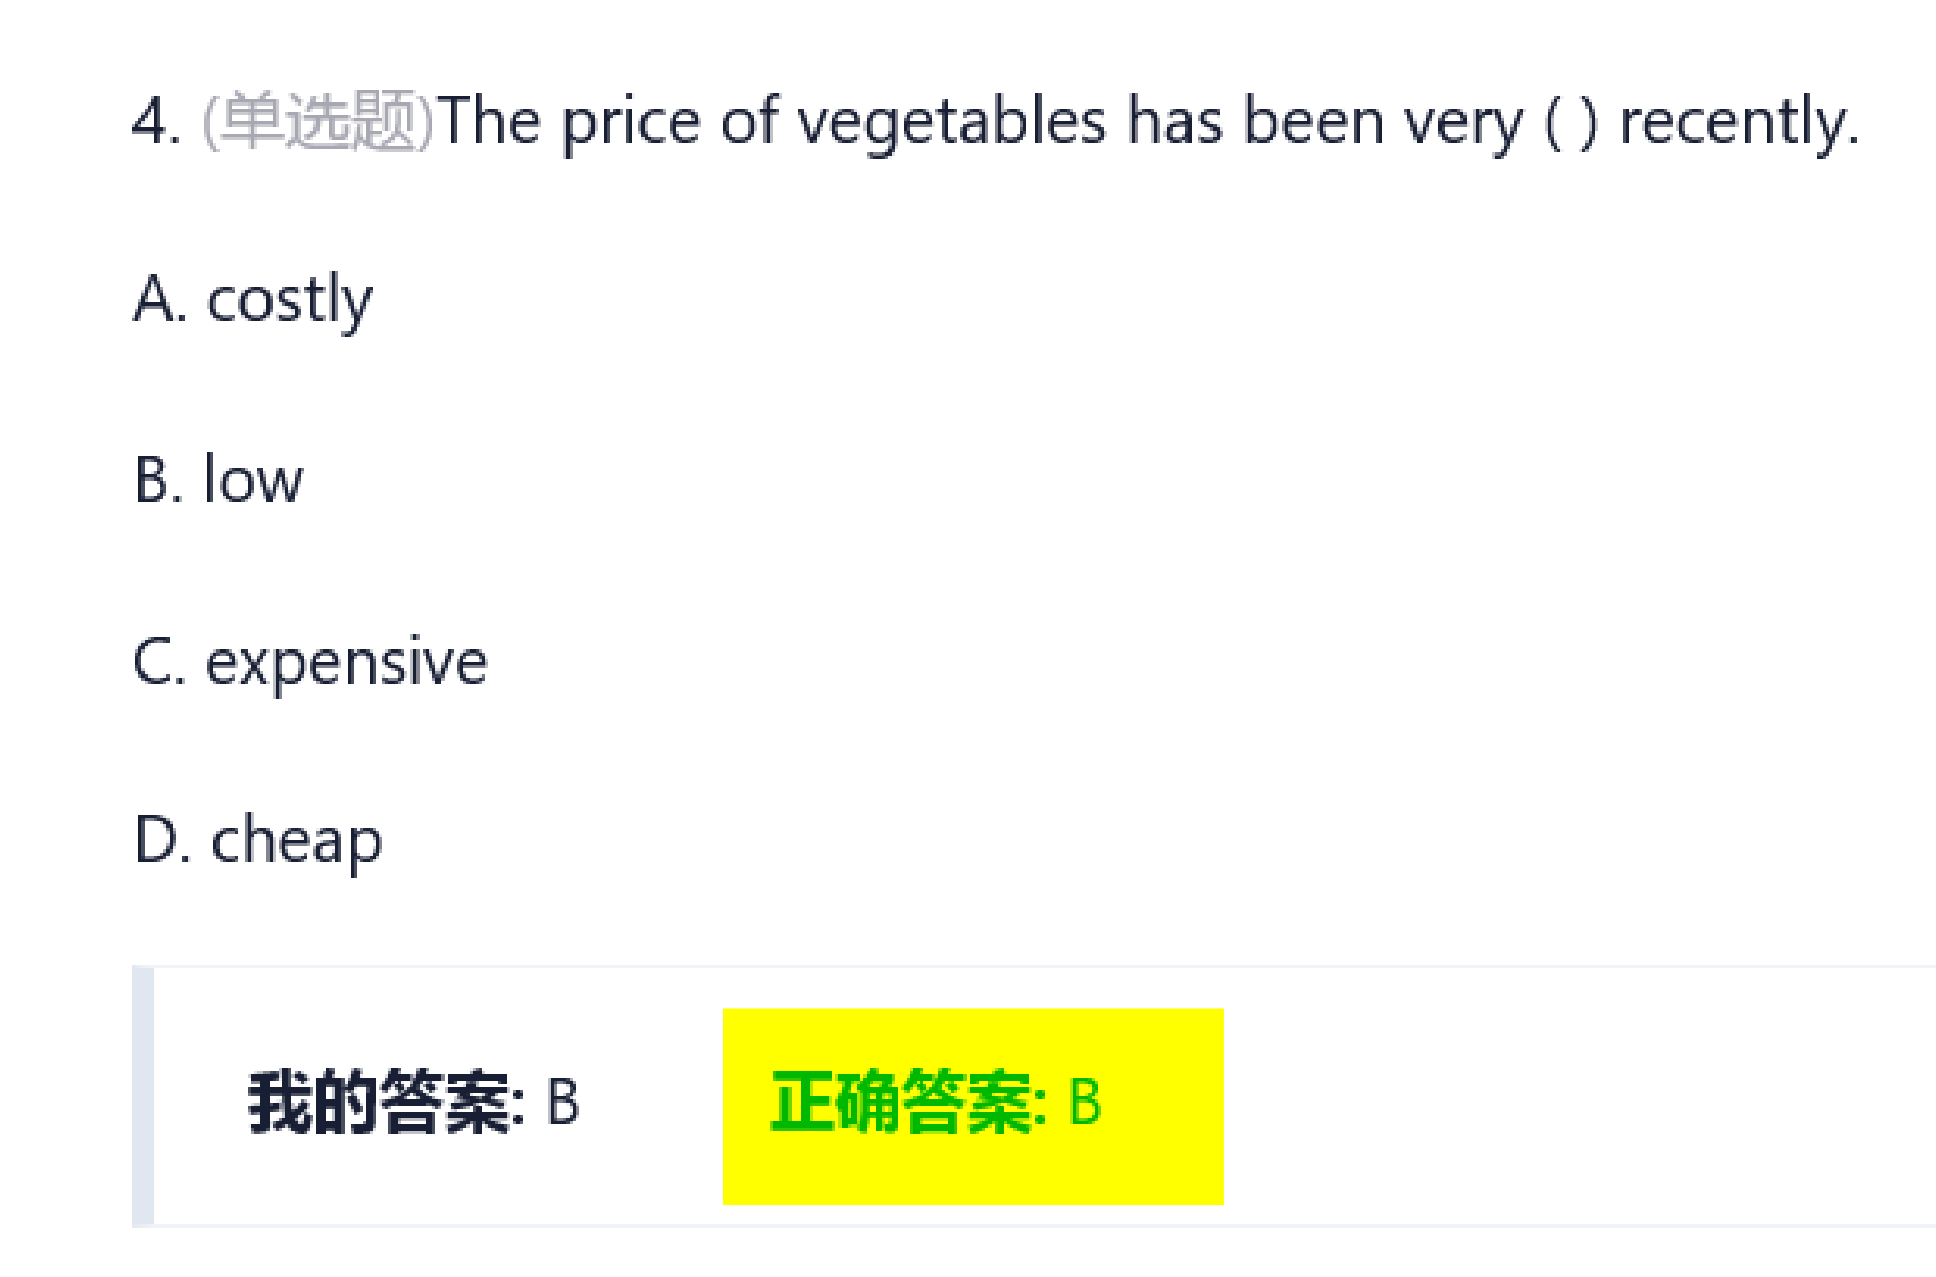 4. (单选题)The price of vegetables has been very ( ) recently.
A. costly
B. low
C. expensive
D. cheap
我的答案: B 正确答案: B